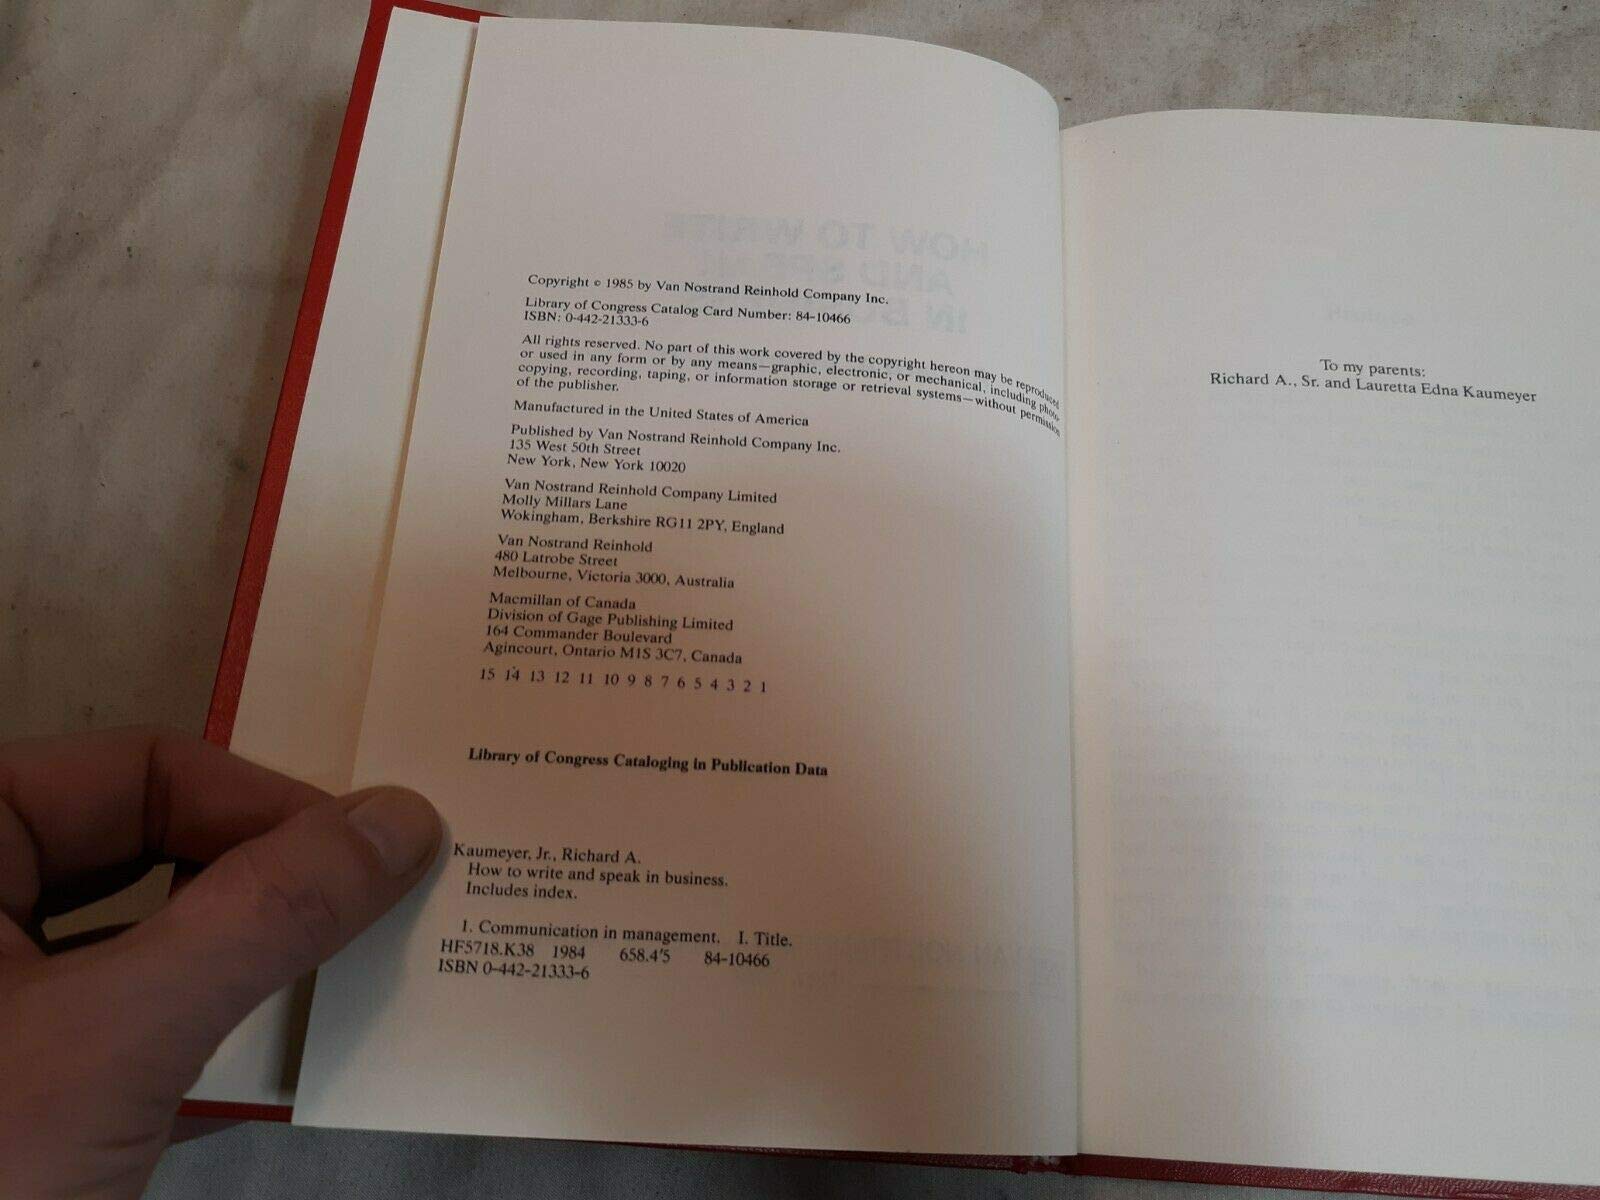 Copyright © 1985 by Van Nostrand Reinhold Company Inc.
Library of Congress Catalog Card Number: 84-10466
ISBN: 0-442-21333-6
All rights reserved. No part of this work covered by the copyright hereon may be reproduced
or used in any form or by any means—graphic, electronic, or mechanical, including photo-
copying, recording, taping, or information storage or retrieval systems—without permission
of the publisher.
Manufactured in the United States of America
Published by Van Nostrand Reinhold Company Inc.
135 West 50th Street
New York, New York 10020
Van Nostrand Reinhold Company Limited
Molly Millars Lane
Wokingham, Berkshire RG11 2PY, England
Van Nostrand Reinhold
480 Latrobe Street
Melbourne, Victoria 3000, Australia
Macmillan of Canada
Division of Gage Publishing Limited
164 Commander Boulevard
Agincourt, Ontario M1S 3C7, Canada
15 14 13 12 11 10 9 8 7 6 5 4 3 2 1
Library of Congress Cataloging in Publication Data
Kaumeyer, Jr., Richard A.
How to write and speak in business.
Includes index.
1. Communication in management. I. Title.
HF5718.K38 1984 658.4'5 84-10466
ISBN 0-442-21333-6
To my parents:
Richard A., Sr. and Lauretta Edna Kaumeyer